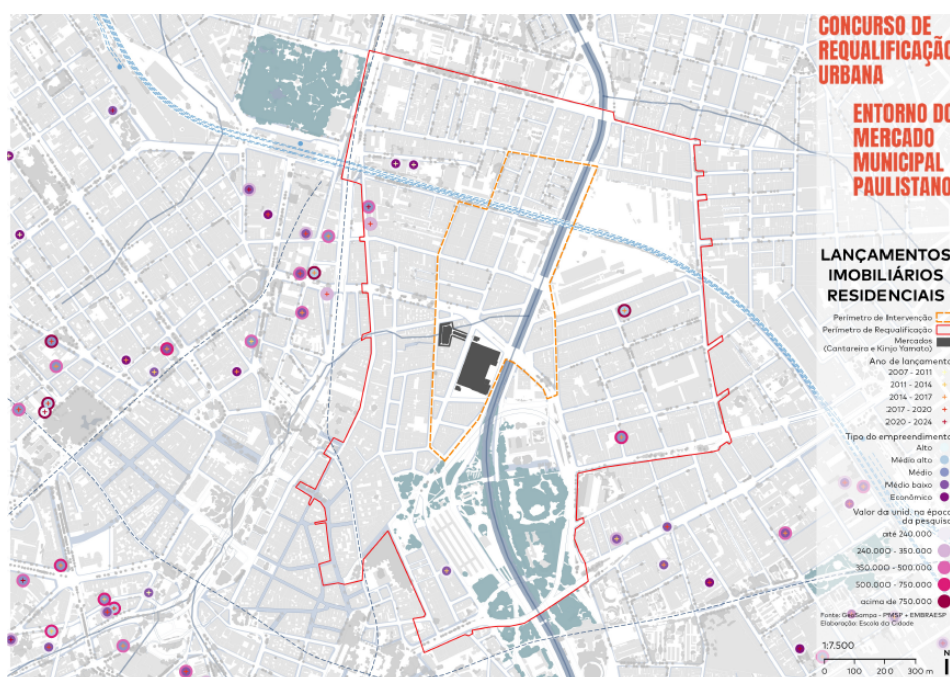 CONCURSO DE
REQUALIFICAÇÃO
URBANA
ENTORNO DO
MERCADO
MUNICIPAL
PAULISTANO
LANÇAMENTOS
IMOBILIÁRIOS
RESIDENCIAIS
Perímetro de Intervenção
Perímetro de Requalificação
Mercados
(Cantareira e Kinjo Yamato)
Ano de lançamento
2007 - 2011
2011 - 2014
2014 - 2017
2017 - 2020
2020 - 2024
Tipo do empreendimento
Alto
Médio alto
Médio
Médio baixo
Econômico
Valor da unid. na época
da pesquisa
até 240.000
240.000 - 350.000
350.000 - 500.000
500.000 - 750.000
acima de 750.000
Fonte: GeoSampa - PMSP + EMBRAESP
Elaboração: Escola da Cidade
1:7.500
N
0 100 200 300 m